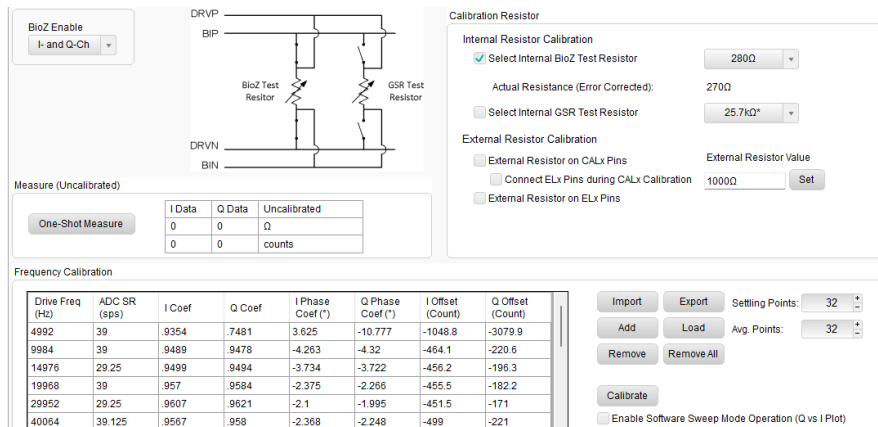 BioZ Enable
I- and Q-Ch
DRVP
BIP
BioZ Test
Resitor
GSR Test
Resistor
DRVN
BIN
Calibration Resistor
Internal Resistor Calibration
Select Internal BioZ Test Resistor 280Ω
Actual Resistance (Error Corrected): 270Ω
Select Internal GSR Test Resistor 25.7kΩ*
External Resistor Calibration
External Resistor on CALx Pins External Resistor Value
Connect ELx Pins during CALx Calibration 1000Ω Set
External Resistor on ELx Pins
Measure (Uncalibrated)
One-Shot Measure
I Data Q Data Uncalibrated
0 0 Ω
0 0 counts
Frequency Calibration
Drive Freq (Hz) ADC SR (sps) I Coef Q Coef I Phase Coef (°) Q Phase Coef (°) I Offset (Count) Q Offset (Count)
4992 39 .9354 .7481 3.625 -10.777 -1048.8 -3079.9
9984 39 .9489 .9478 -4.263 -4.32 -464.1 -220.6
14976 29.25 .9499 .9494 -3.734 -3.722 -456.2 -196.3
19968 39 .957 .9584 -2.375 -2.266 -455.5 -182.2
29952 29.25 .9607 .9621 -2.1 -1.995 -451.5 -171
40064 39.125 .9567 .958 -2.368 -2.248 -499 -221
Import Export Settling Points: 32
Add Load Avg. Points: 32
Remove Remove All
Calibrate
Enable Software Sweep Mode Operation (Q vs I Plot)